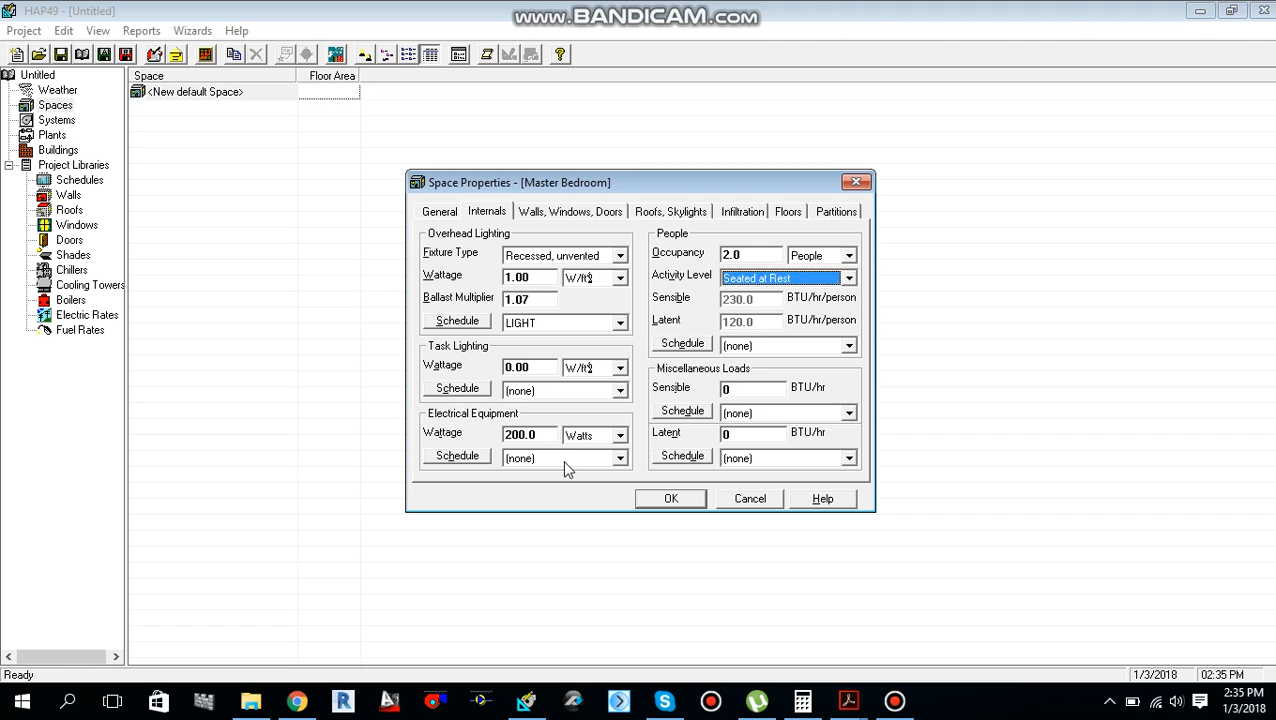 HAP49 - [Untitled]
www.BANDICAM.com
Project Edit View Reports Wizards Help
Untitled
Weather
Spaces
Systems
Plants
Buildings
Project Libraries
Schedules
Walls
Roofs
Windows
Doors
Shades
Chillers
Cooling Towers
Boilers
Electric Rates
Fuel Rates
Space Floor Area
<New default Space>
Space Properties - [Master Bedroom]
General Internals Walls, Windows, Doors Roofs, Skylights Infiltration Floors Partitions
Overhead Lighting
Fixture Type Recessed, unvented
Wattage 1.00 W/ft²
Ballast Multiplier 1.07
Schedule LIGHT
Task Lighting
Wattage 0.00 W/ft²
Schedule (none)
Electrical Equipment
Wattage 200.0 Watts
Schedule (none)
People
Occupancy 2.0 People
Activity Level Seated at Rest
Sensible 230.0 BTU/hr/person
Latent 120.0 BTU/hr/person
Schedule (none)
Miscellaneous Loads
Sensible 0 BTU/hr
Schedule (none)
Latent 0 BTU/hr
Schedule (none)
OK Cancel Help
Ready 1/3/2018 02:35 PM
2:35 PM
1/3/2018